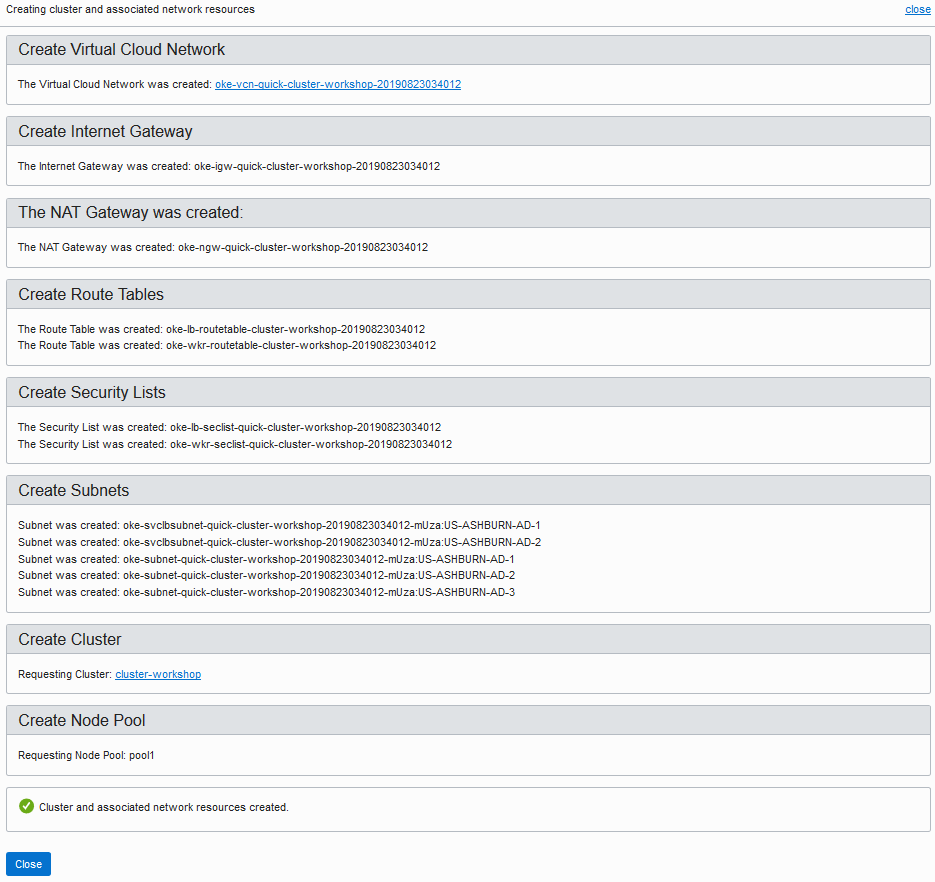 Creating cluster and associated network resources
close
Create Virtual Cloud Network
The Virtual Cloud Network was created: oke-vcn-quick-cluster-workshop-20190823034012
Create Internet Gateway
The Internet Gateway was created: oke-igw-quick-cluster-workshop-20190823034012
The NAT Gateway was created:
The NAT Gateway was created: oke-ngw-quick-cluster-workshop-20190823034012
Create Route Tables
The Route Table was created: oke-lb-routetable-cluster-workshop-20190823034012
The Route Table was created: oke-wkr-routetable-cluster-workshop-20190823034012
Create Security Lists
The Security List was created: oke-lb-seclist-quick-cluster-workshop-20190823034012
The Security List was created: oke-wkr-seclist-quick-cluster-workshop-20190823034012
Create Subnets
Subnet was created: oke-svclbsubnet-quick-cluster-workshop-20190823034012-mUza:US-ASHBURN-AD-1
Subnet was created: oke-svclbsubnet-quick-cluster-workshop-20190823034012-mUza:US-ASHBURN-AD-2
Subnet was created: oke-subnet-quick-cluster-workshop-20190823034012-mUza:US-ASHBURN-AD-1
Subnet was created: oke-subnet-quick-cluster-workshop-20190823034012-mUza:US-ASHBURN-AD-2
Subnet was created: oke-subnet-quick-cluster-workshop-20190823034012-mUza:US-ASHBURN-AD-3
Create Cluster
Requesting Cluster: cluster-workshop
Create Node Pool
Requesting Node Pool: pool1
Cluster and associated network resources created.
Close